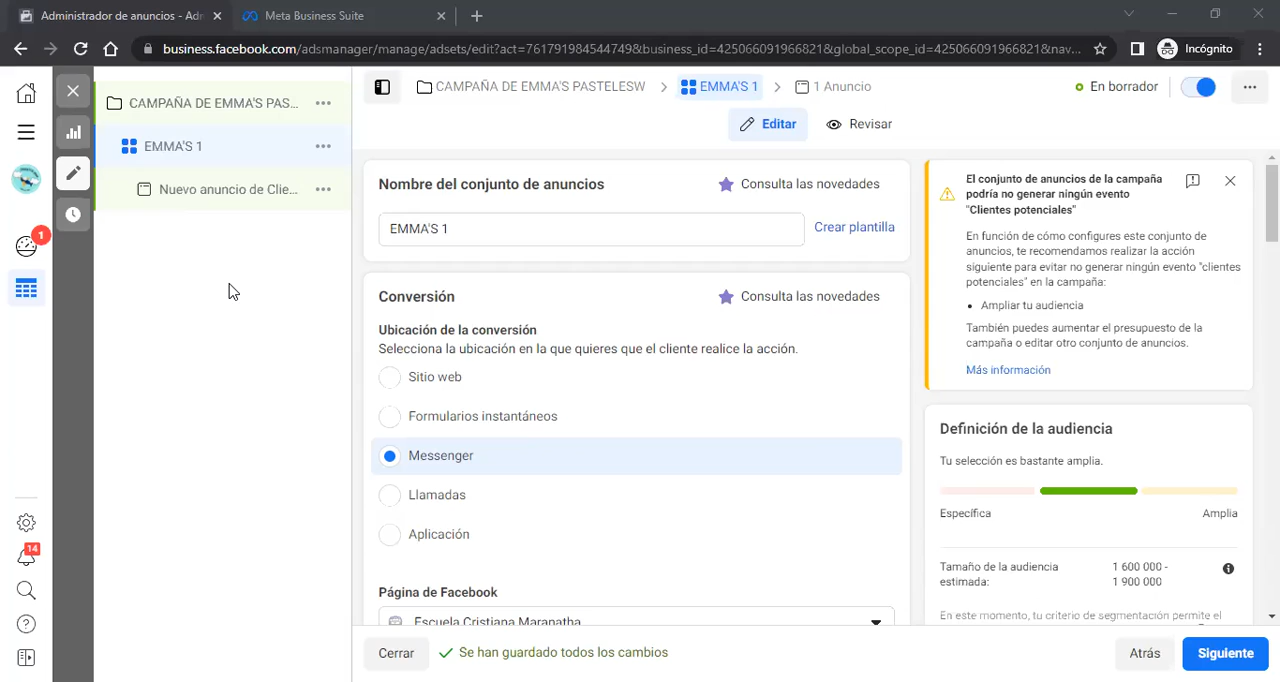 Administrador de anuncios - Adm
Meta Business Suite
business.facebook.com/adsmanager/manage/adsets/edit?act=7617919845447498&business_id=425066091966821&global_scope_id=425066091966821&nav...
Incógnito
CAMPAÑA DE EMMA'S PAS...
EMMA'S 1
Nuevo anuncio de Clie...
1
14
CAMPAÑA DE EMMA'S PASTELESW
EMMA'S 1
1 Anuncio
En borrador
Editar
Revisar
Nombre del conjunto de anuncios
Consulta las novedades
EMMA'S 1
Crear plantilla
Conversión
Consulta las novedades
Ubicación de la conversión
Selecciona la ubicación en la que quieres que el cliente realice la acción.
Sitio web
Formularios instantáneos
Messenger
Llamadas
Aplicación
Página de Facebook
Escuela Cristiana Maranatha
El conjunto de anuncios de la campaña
podría no generar ningún evento
"Clientes potenciales"
En función de cómo configures este conjunto de
anuncios, te recomendamos realizar la acción
siguiente para evitar no generar ningún evento "clientes
potenciales" en la campaña:
• Ampliar tu audiencia
También puedes aumentar el presupuesto de la
campaña o editar otro conjunto de anuncios.
Más información
Definición de la audiencia
Tu selección es bastante amplia.
Específica
Amplia
Tamaño de la audiencia
estimada:
1 600 000 -
1 900 000
En este momento, tu criterio de segmentación permite el
Cerrar
Se han guardado todos los cambios
Atrás
Siguiente